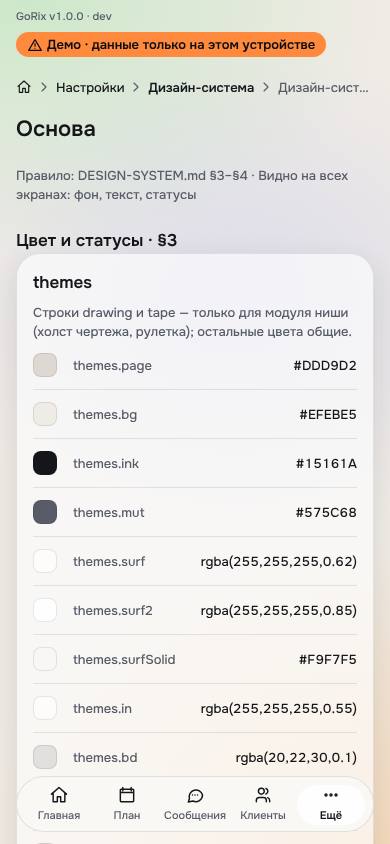 GoRix v1.0.0 · dev
Демо · данные только на этом устройстве
Настройки > Дизайн-система > Дизайн-сист...
Основа
Правило: DESIGN-SYSTEM.md §3–§4 · Видно на всех
экранах: фон, текст, статусы
Цвет и статусы · §3
themes
Строки drawing и tape — только для модуля ниши
(холст чертежа, рулетка); остальные цвета общие.
themes.page #DDD9D2
themes.bg #EFEBE5
themes.ink #15161A
themes.mut #575C68
themes.surf rgba(255,255,255,0.62)
themes.surf2 rgba(255,255,255,0.85)
themes.surfSolid #F9F7F5
themes.in rgba(255,255,255,0.55)
themes.bd rgba(20,22,30,0.1)
Главная План Сообщения Клиенты Ещё